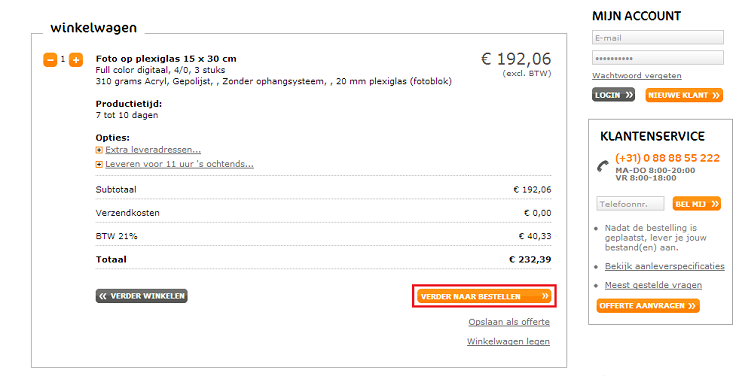 winkelwagen
1
Foto op plexiglas 15 x 30 cm
€ 192,06
Full color digitaal, 4/0, 3 stuks
(excl. BTW)
310 grams Acryl, Gepolijst, , Zonder ophangsysteem, , 20 mm plexiglas (fotoblok)
Productietijd:
7 tot 10 dagen
Opties:
Extra leveradressen...
Leveren voor 11 uur 's ochtends...
Subtotaal € 192,06
Verzendkosten € 0,00
BTW 21% € 40,33
Totaal € 232,39
« VERDER WINKELEN
VERDER NAAR BESTELLEN »
Opslaan als offerte
Winkelwagen legen
MIJN ACCOUNT
E-mail
••••••••••
Wachtwoord vergeten
LOGIN » NIEUWE KLANT »
KLANTENSERVICE
(+31) 0 88 88 55 222
MA-DO 8:00-20:00
VR 8:00-18:00
Telefoonnr. BEL MIJ »
• Nadat de bestelling is
geplaatst, lever je jouw
bestand(en) aan.
• Bekijk aanleverspecificaties
• Meest gestelde vragen
OFFERTE AANVRAGEN »